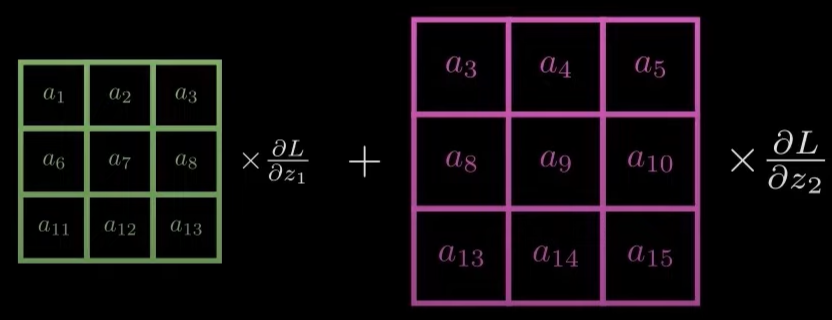 a₁ a₂ a₃
a₆ a₇ a₈
a₁₁ a₁₂ a₁₃
× ∂L/∂z₁ +
a₃ a₄ a₅
a₈ a₉ a₁₀
a₁₃ a₁₄ a₁₅
× ∂L/∂z₂